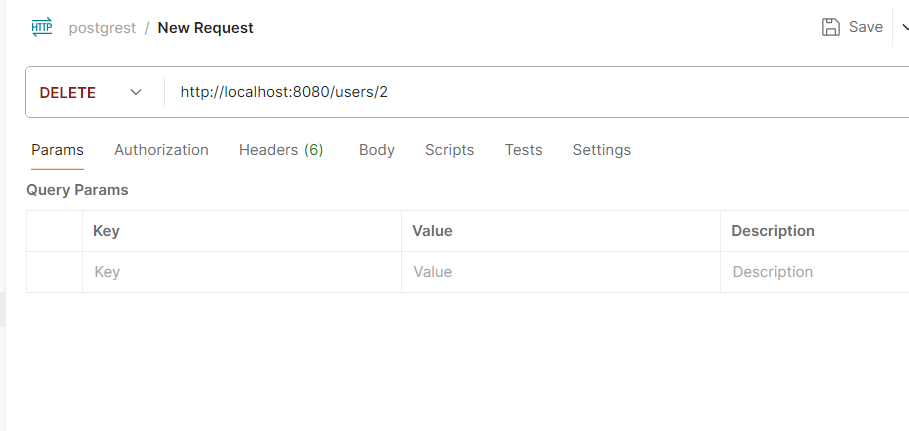 HTTP postgrest / New Request Save
DELETE http://localhost:8080/users/2
Params Authorization Headers (6) Body Scripts Tests Settings
Query Params
Key Value Description
Key Value Description